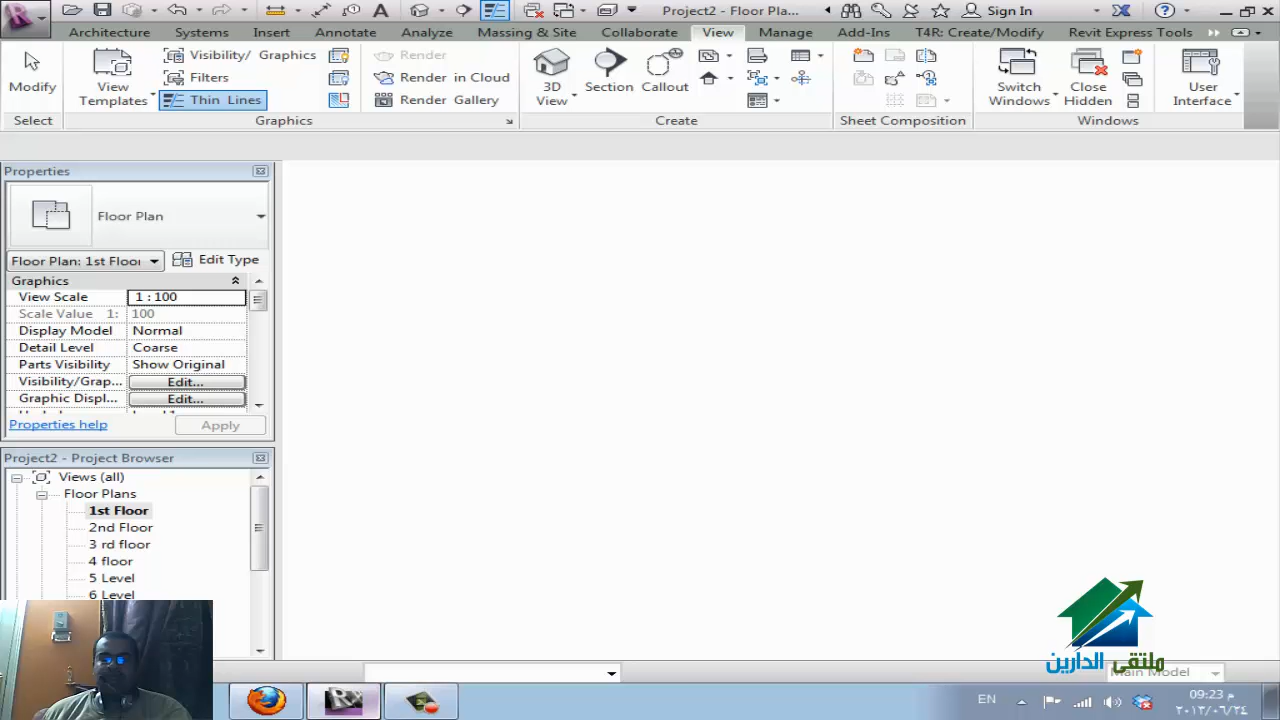 Project2 - Floor Pla...
Sign In
Architecture
Systems
Insert
Annotate
Analyze
Massing & Site
Collaborate
View
Manage
Add-Ins
T4R: Create/Modify
Revit Express Tools
Modify
View
Templates
Visibility/ Graphics
Filters
Thin Lines
Render
Render in Cloud
Render Gallery
3D
View
Section
Callout
Switch
Windows
Close
Hidden
User
Interface
Select
Graphics
Create
Sheet Composition
Windows
Properties
Floor Plan
Floor Plan: 1st Floor
Edit Type
Graphics
View Scale 1 : 100
Scale Value 1: 100
Display Model Normal
Detail Level Coarse
Parts Visibility Show Original
Visibility/Grap... Edit...
Graphic Displ... Edit...
Properties help
Apply
Project2 - Project Browser
Views (all)
Floor Plans
1st Floor
2nd Floor
3 rd floor
4 floor
5 Level
6 Level
ملتقى الدارين
Main Model
EN
09:23 م
٢٠١٣/٠٦/٢٤